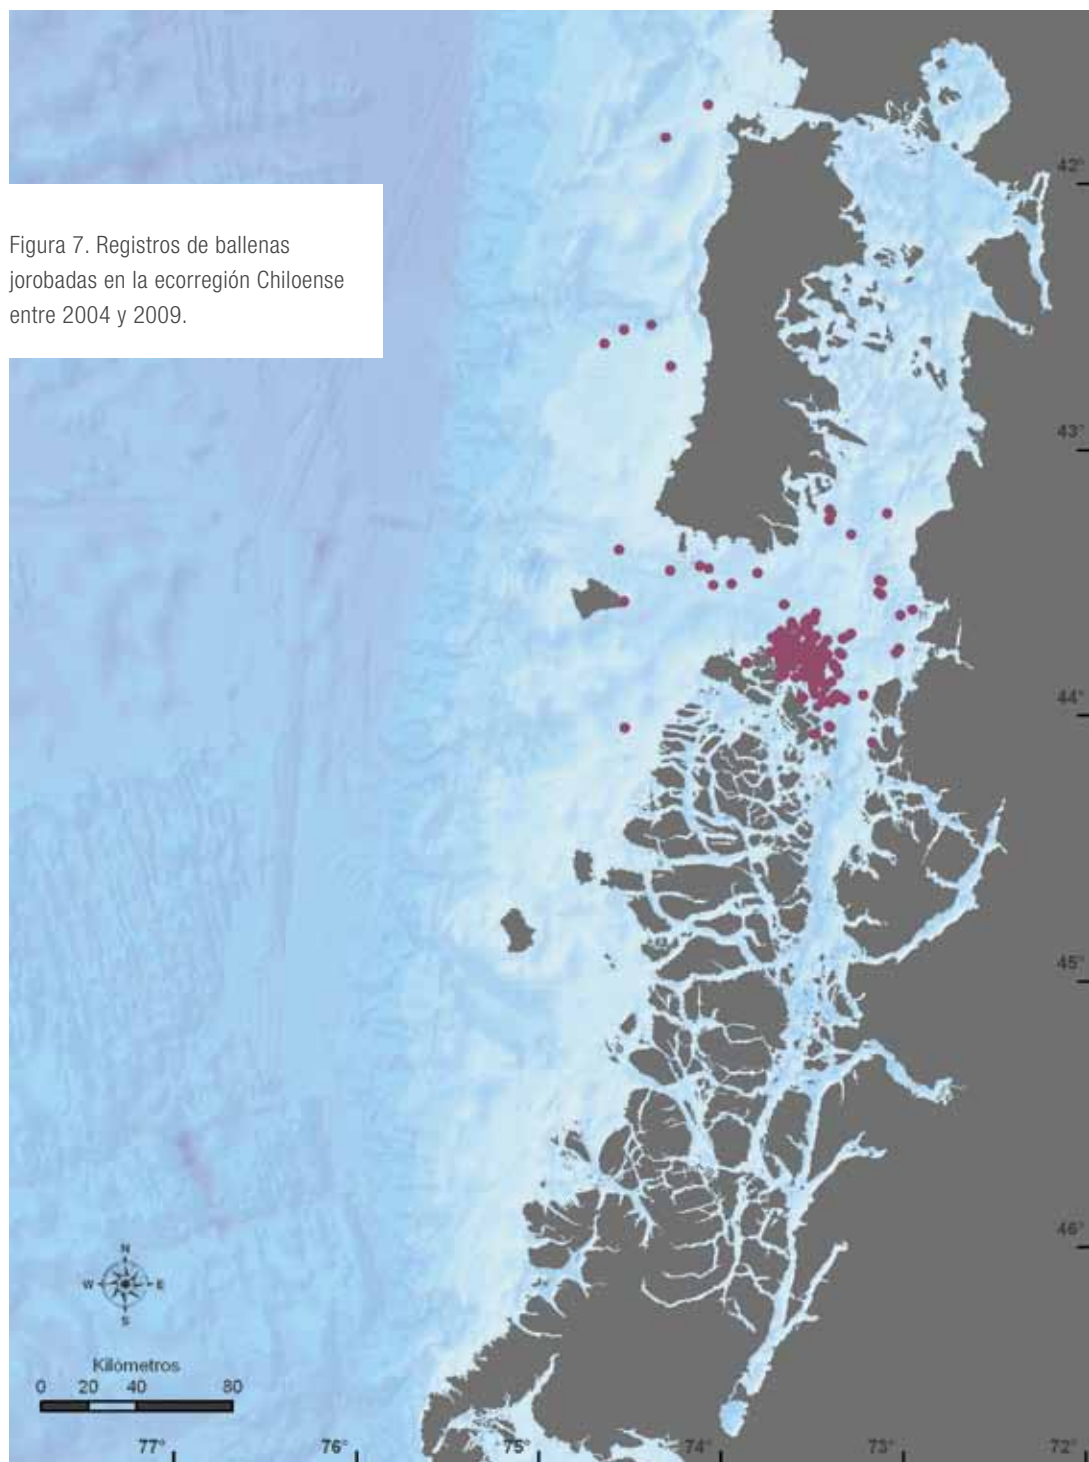 42°
Figura 7. Registros de ballenas
jorobadas en la ecorregión Chiloense
entre 2004 y 2009.
43°
44°
45°
46°
N
W E
S
Kilómetros
0 20 40 80
77° 76° 75° 74° 73° 72°